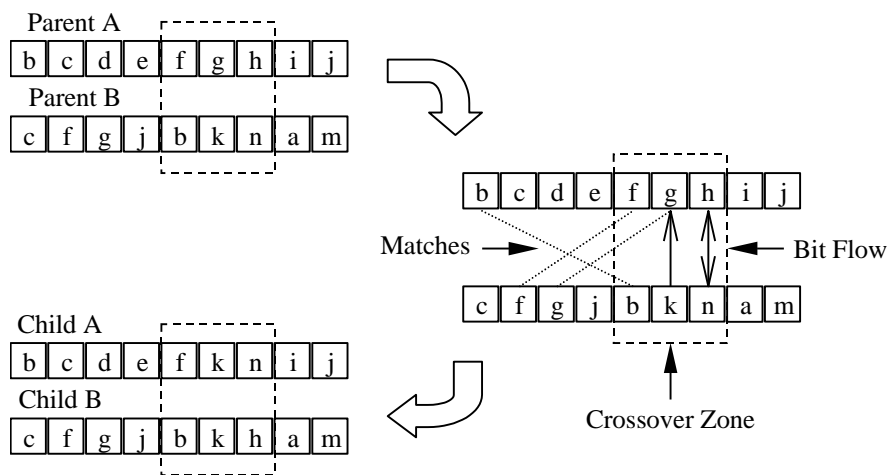 Parent A
b c d e f g h i j
Parent B
c f g j b k n a m
b c d e f g h i j
Matches
Bit Flow
c f g j b k n a m
Crossover Zone
Child A
b c d e f k n i j
Child B
c f g j b k h a m